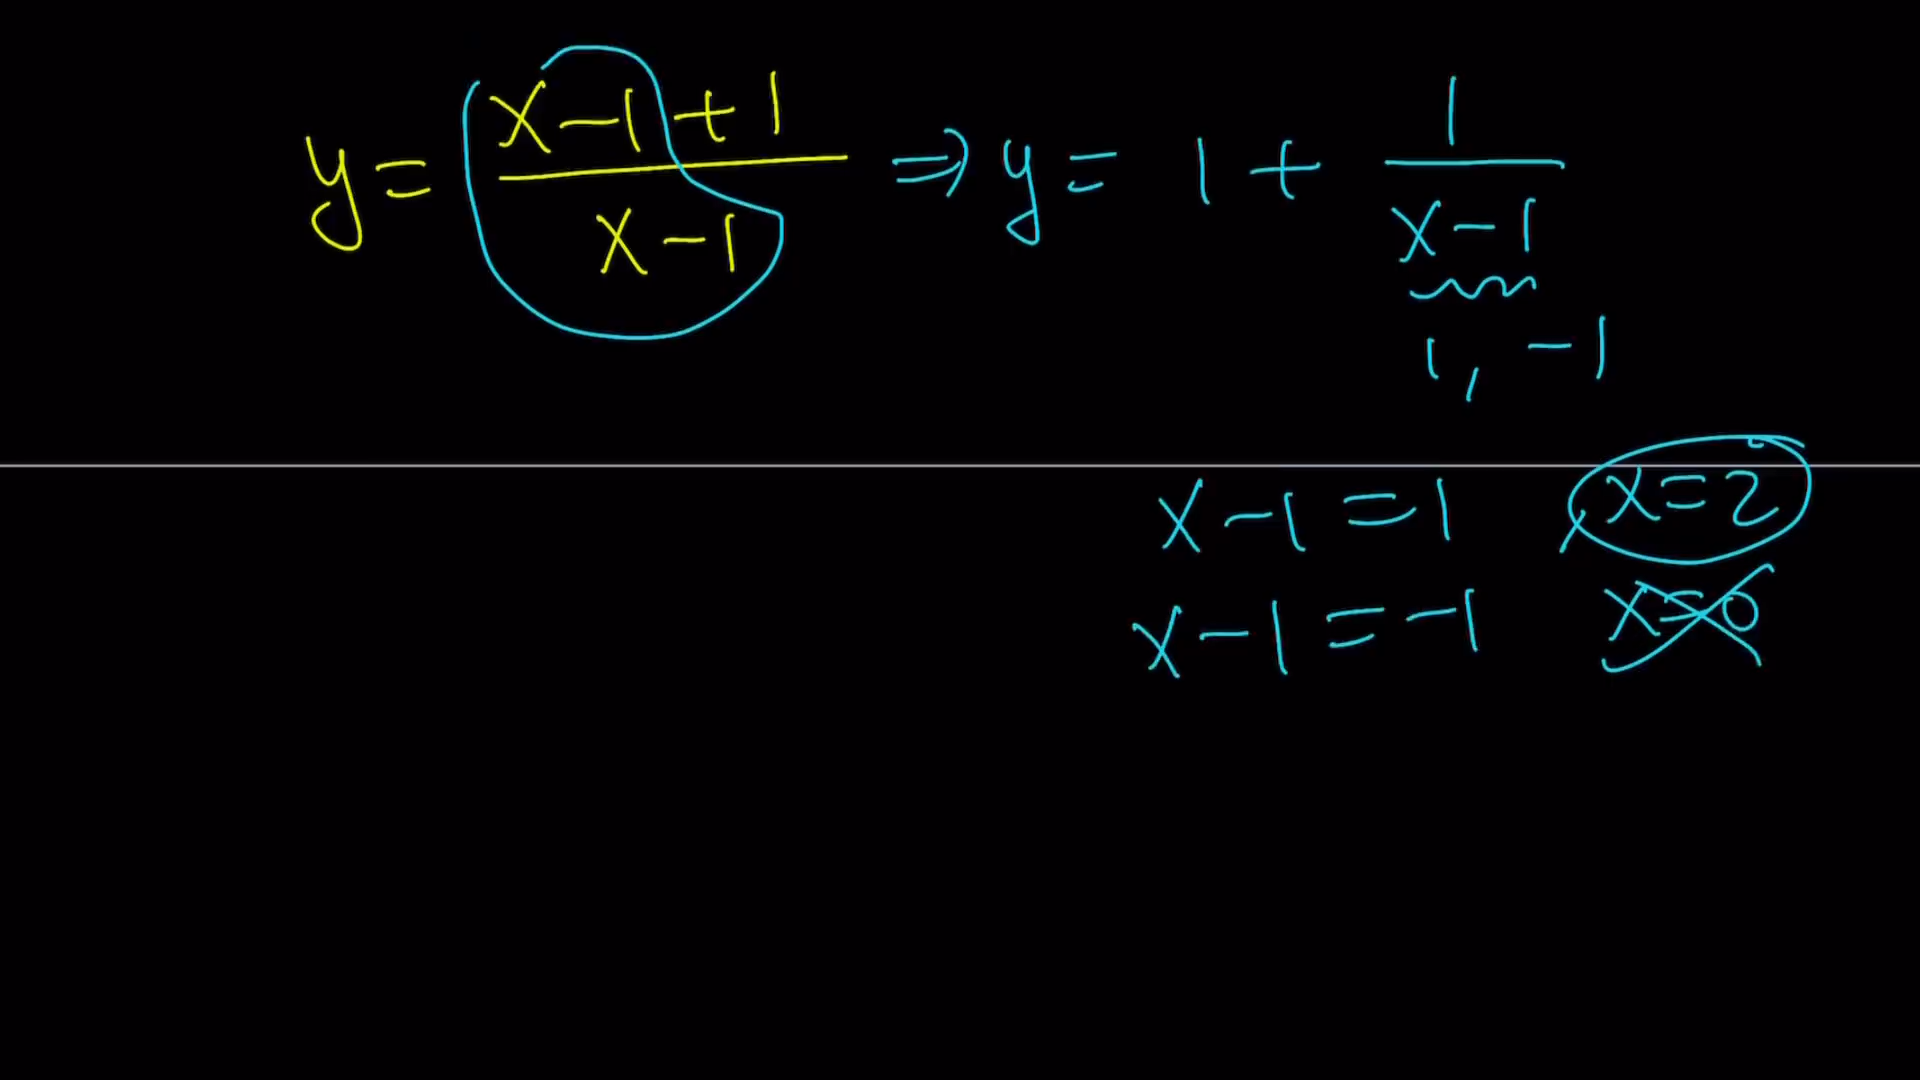 y = (x-1+1)/(x-1) ⇒ y = 1 + 1/(x-1)
1, -1
x-1=1, x=2
x-1=-1 x=0